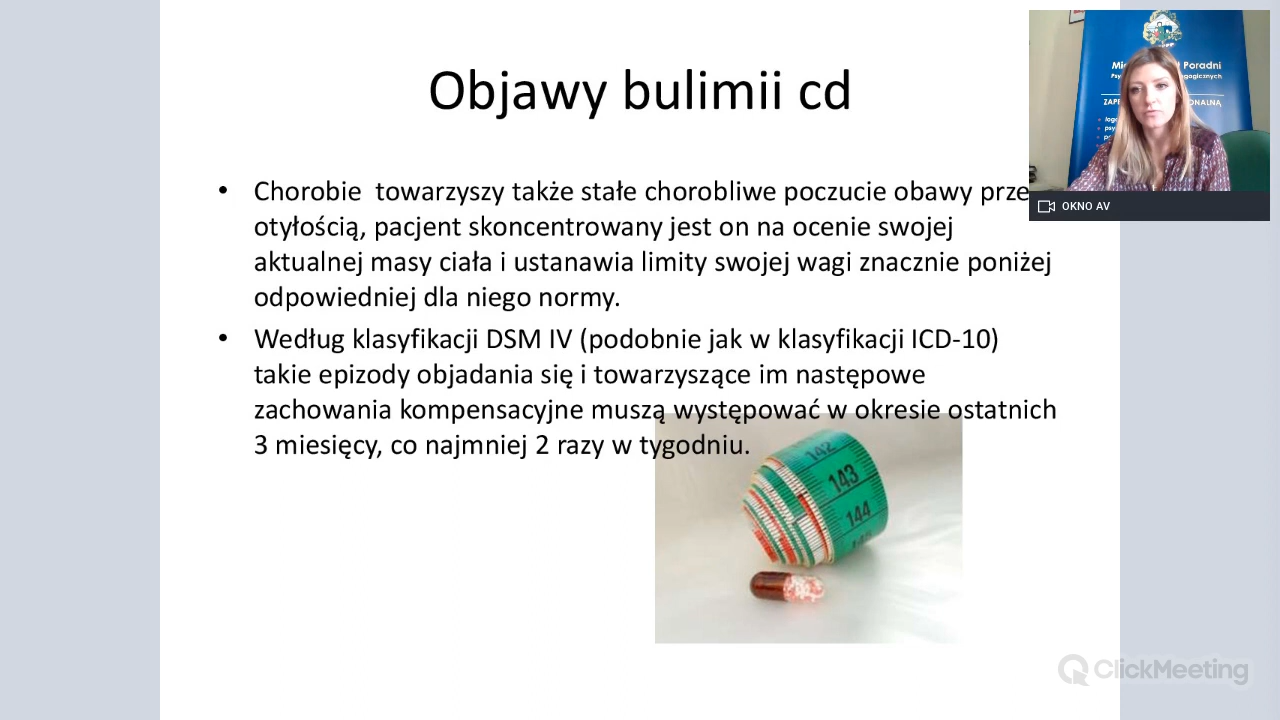 Objawy bulimii cd
• Chorobie towarzyszy także stałe chorobliwe poczucie obawy prze
otyłością, pacjent skoncentrowany jest on na ocenie swojej
aktualnej masy ciała i ustanawia limity swojej wagi znacznie poniżej
odpowiedniej dla niego normy.
• Według klasyfikacji DSM IV (podobnie jak w klasyfikacji ICD-10)
takie epizody objadania się i towarzyszące im następowe
zachowania kompensacyjne muszą występować w okresie ostatnich
3 miesięcy, co najmniej 2 razy w tygodniu.
142
143
144
Poradni
OKNO AV
ClickMeeting